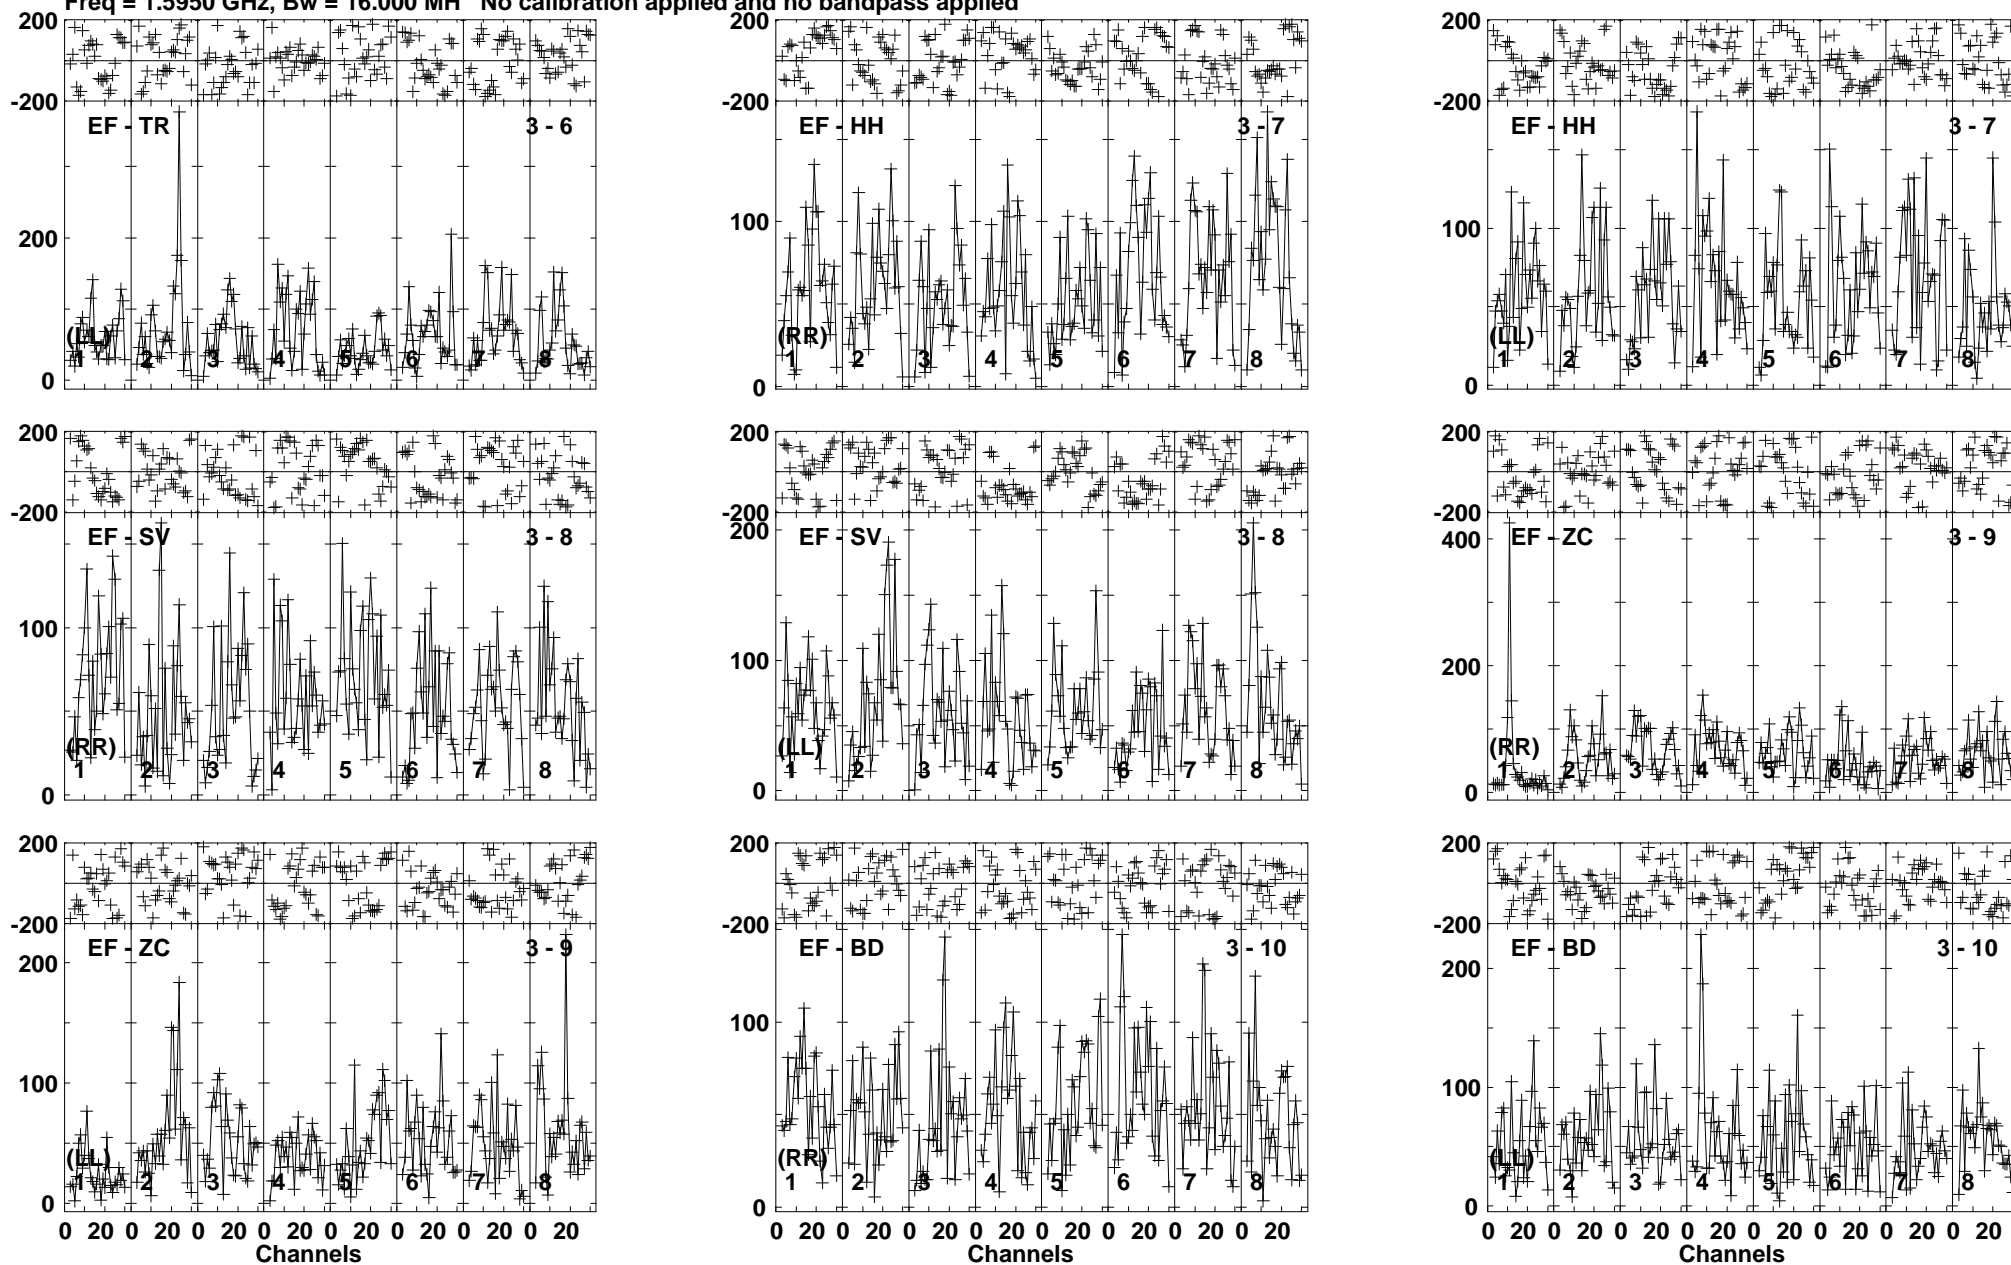 Freq = 1.5950 GHz, Bw = 16.000 MH No calibration applied and no bandpass applied
200 200 200
-200 -200 -200
EF - TR 3 - 6 EF - HH 3 - 7 EF - HH 3 - 7
200 100 100
(LL) (RR) (LL)
1 2 3 4 5 6 7 8 1 2 3 4 5 6 7 8 1 2 3 4 5 6 7 8
0 0 0
200 200 200
-200 -200 -200
EF - SV 3 - 8 EF - SV 3 - 8 EF - ZC 3 - 9
200 400
100 100 200
(RR) (LL) (RR)
1 2 3 4 5 6 7 8 1 2 3 4 5 6 7 8 1 2 3 4 5 6 7 8
0 0 0
200 200 200
-200 -200 -200
EF - ZC 3 - 9 EF - BD 3 - 10 EF - BD 3 - 10
200 200
100 100 100
(LL) (RR) (LL)
1 2 3 4 5 6 7 8 1 2 3 4 5 6 7 8 1 2 3 4 5 6 7 8
0 0 0
0 20 0 20 0 20 0 20 0 20 0 20 0 20 0 20 0 20 0 20 0 20 0 20 0 20 0 20 0 20 0 20 0 20 0 20 0 20 0 20 0 20 0 20 0 20 0 20
Channels Channels Channels